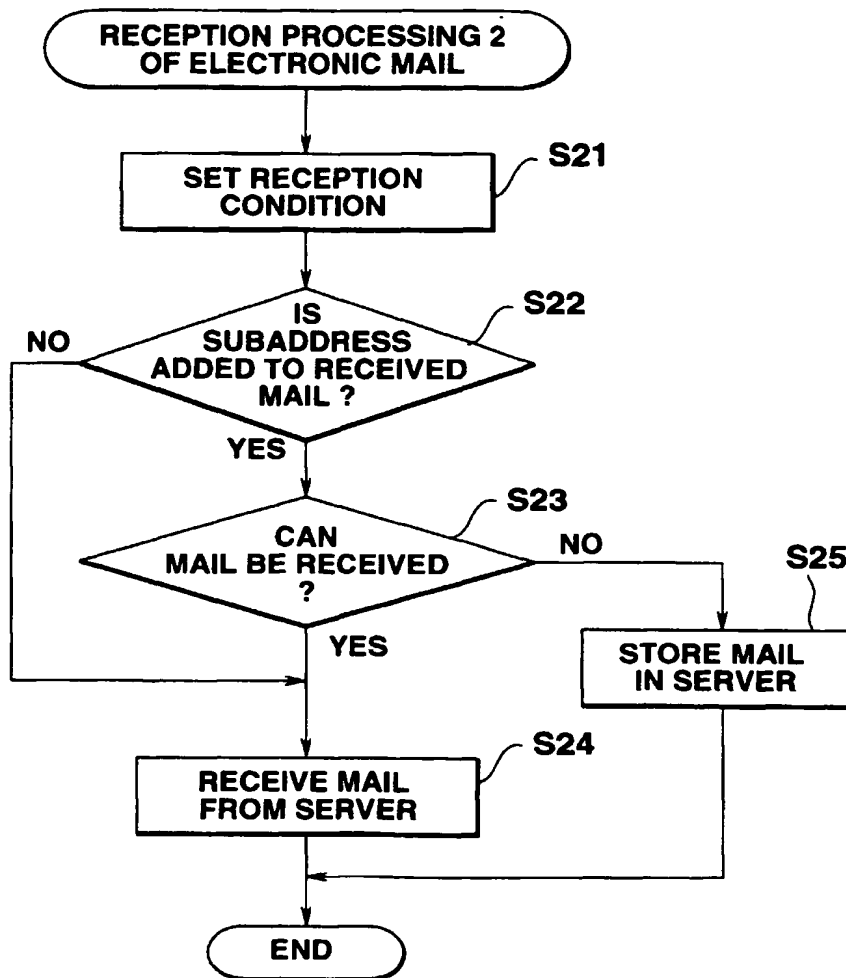 RECEPTION PROCESSING 2
OF ELECTRONIC MAIL
S21
SET RECEPTION
CONDITION
S22
IS
SUBADDRESS
ADDED TO RECEIVED
MAIL ?
NO
YES
S23
CAN
MAIL BE RECEIVED
?
NO
YES
S25
STORE MAIL
IN SERVER
S24
RECEIVE MAIL
FROM SERVER
END